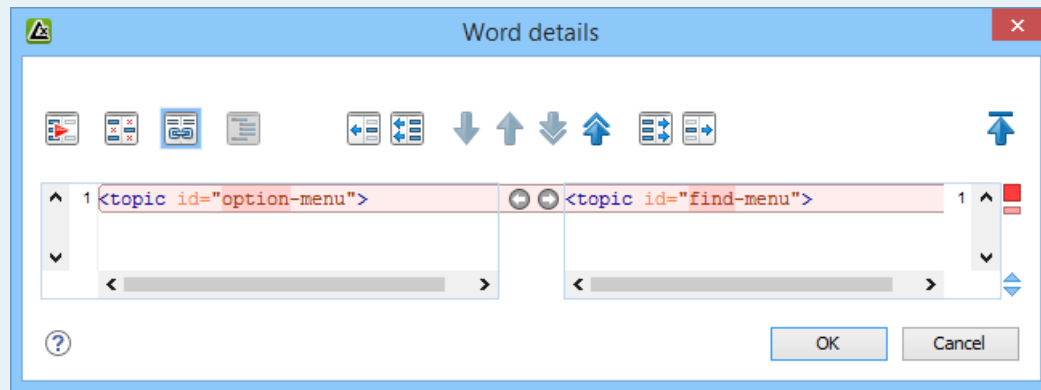 Word details
1 <topic id="option-menu"> <topic id="find-menu"> 1
OK Cancel